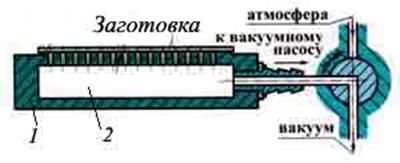 Заготовка
атмосфера
к вакуумному
насосу
1
2
вакуум